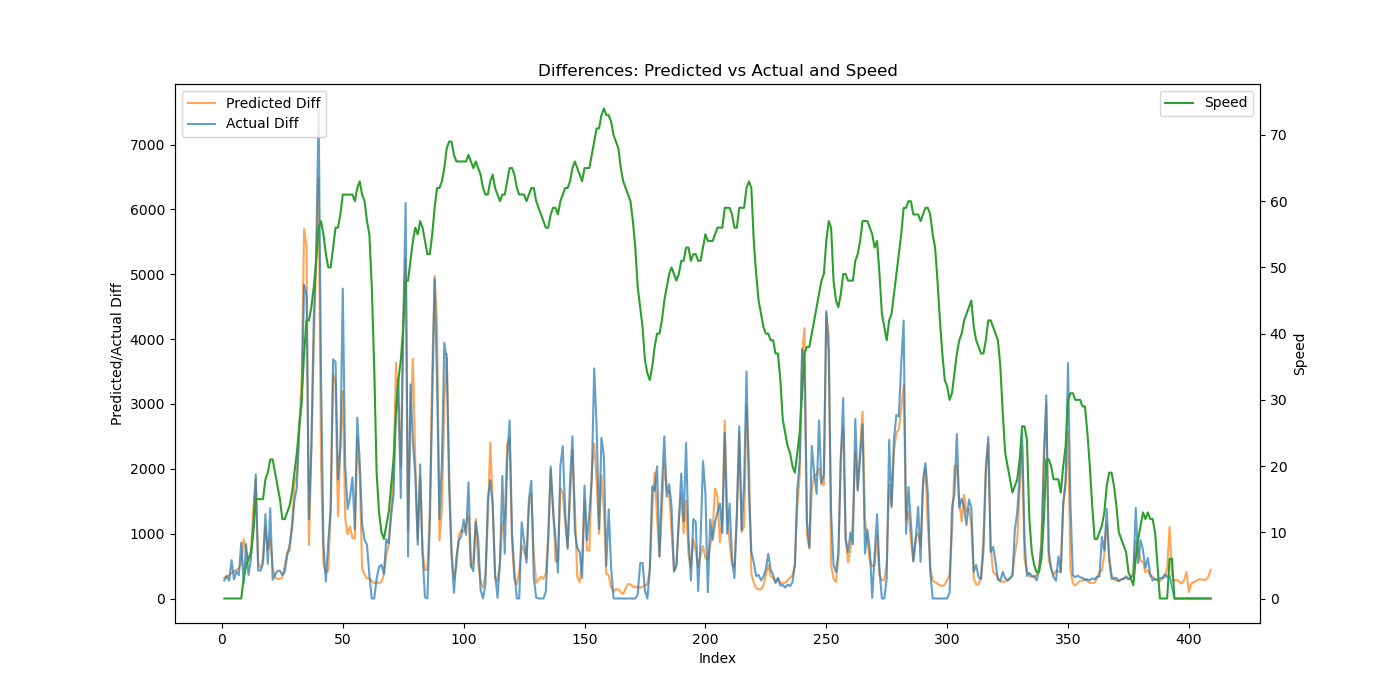 Differences: Predicted vs Actual and Speed
Predicted Diff
Actual Diff
Speed
7000
6000
5000
4000
3000
2000
1000
0
Predicted/Actual Diff
70
60
50
40
30
20
10
0
Speed
0 50 100 150 200 250 300 350 400
Index